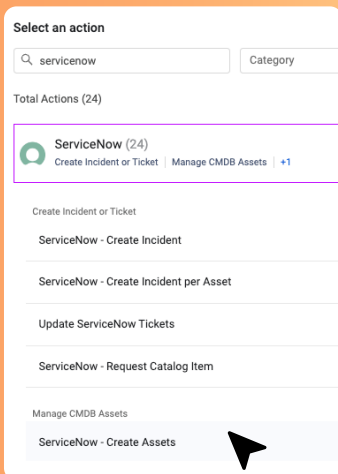 Select an action
servicenow
Category
Total Actions (24)
ServiceNow (24)
Create Incident or Ticket | Manage CMDB Assets | +1
Create Incident or Ticket
ServiceNow - Create Incident
ServiceNow - Create Incident per Asset
Update ServiceNow Tickets
ServiceNow - Request Catalog Item
Manage CMDB Assets
ServiceNow - Create Assets